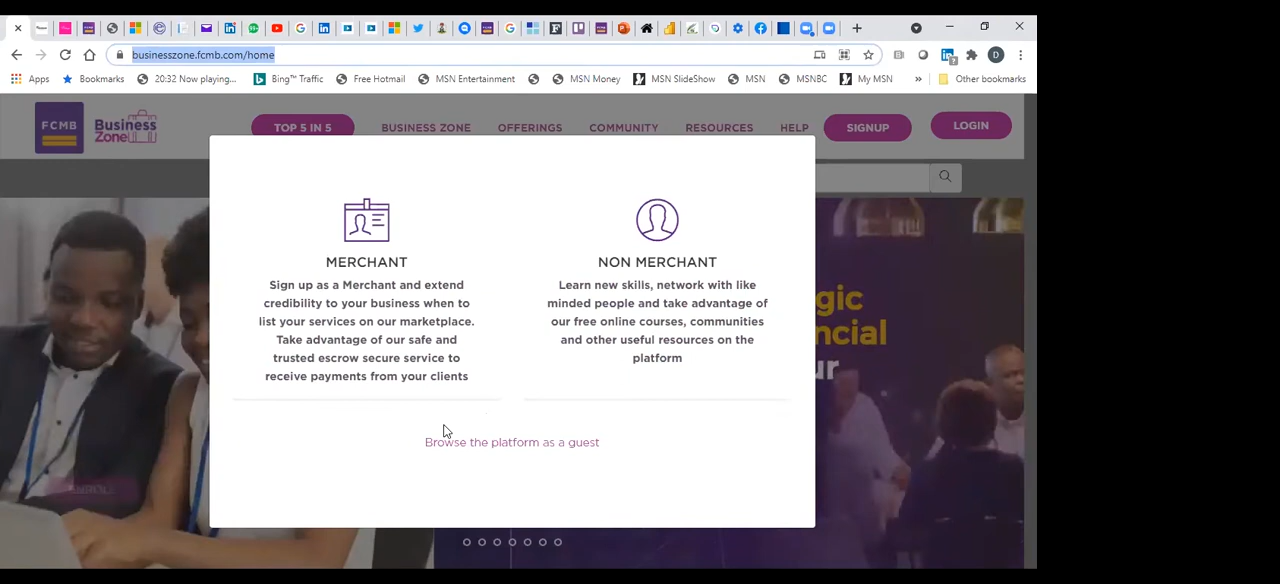 businesszone.fcmb.com/home
Apps Bookmarks 20:32 Now playing... Bing™ Traffic Free Hotmail MSN Entertainment MSN Money MSN SlideShow MSN MSNBC My MSN » Other bookmarks
FCMB Business Zone
TOP 5 IN 5 BUSINESS ZONE OFFERINGS COMMUNITY RESOURCES HELP SIGNUP LOGIN
MERCHANT
Sign up as a Merchant and extend
credibility to your business when to
list your services on our marketplace.
Take advantage of our safe and
trusted escrow secure service to
receive payments from your clients
NON MERCHANT
Learn new skills, network with like
minded people and take advantage of
our free online courses, communities
and other useful resources on the
platform
Browse the platform as a guest
gic
ncial
ur
ENROLL